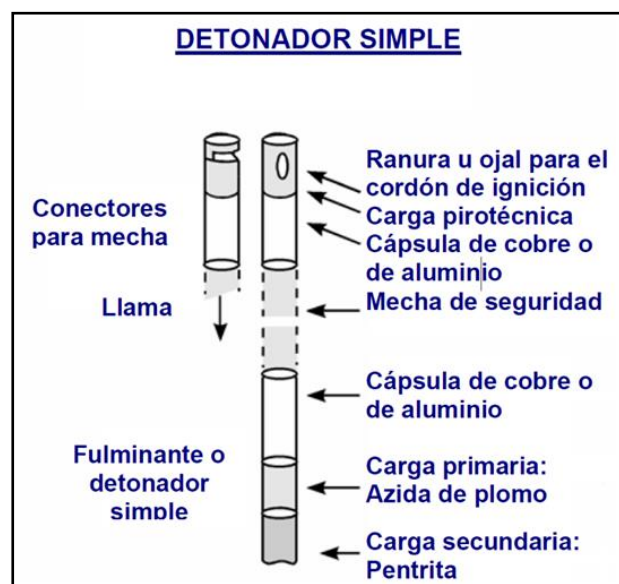 DETONADOR SIMPLE
Conectores
para mecha
Llama
Fulminante o
detonador
simple
Ranura u ojal para el
cordón de ignición
Carga pirotécnica
Cápsula de cobre o
de aluminio
Mecha de seguridad
Cápsula de cobre o
de aluminio
Carga primaria:
Azida de plomo
Carga secundaria:
Pentrita